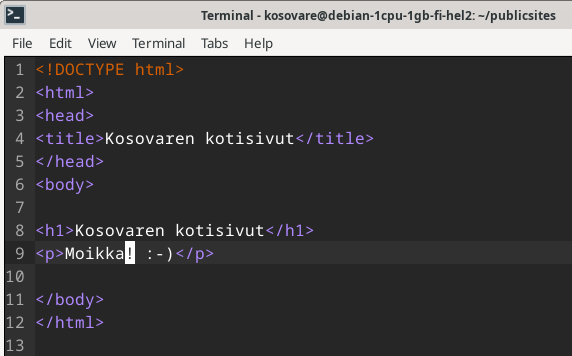 Terminal - kosovare@debian-1cpu-1gb-fi-hel2: ~/publicsites
File Edit View Terminal Tabs Help
1 <!DOCTYPE html>
2 <html>
3 <head>
4 <title>Kosovaren kotisivut</title>
5 </head>
6 <body>
7
8 <h1>Kosovaren kotisivut</h1>
9 <p>Moikka! :-)</p>
10
11 </body>
12 </html>
13